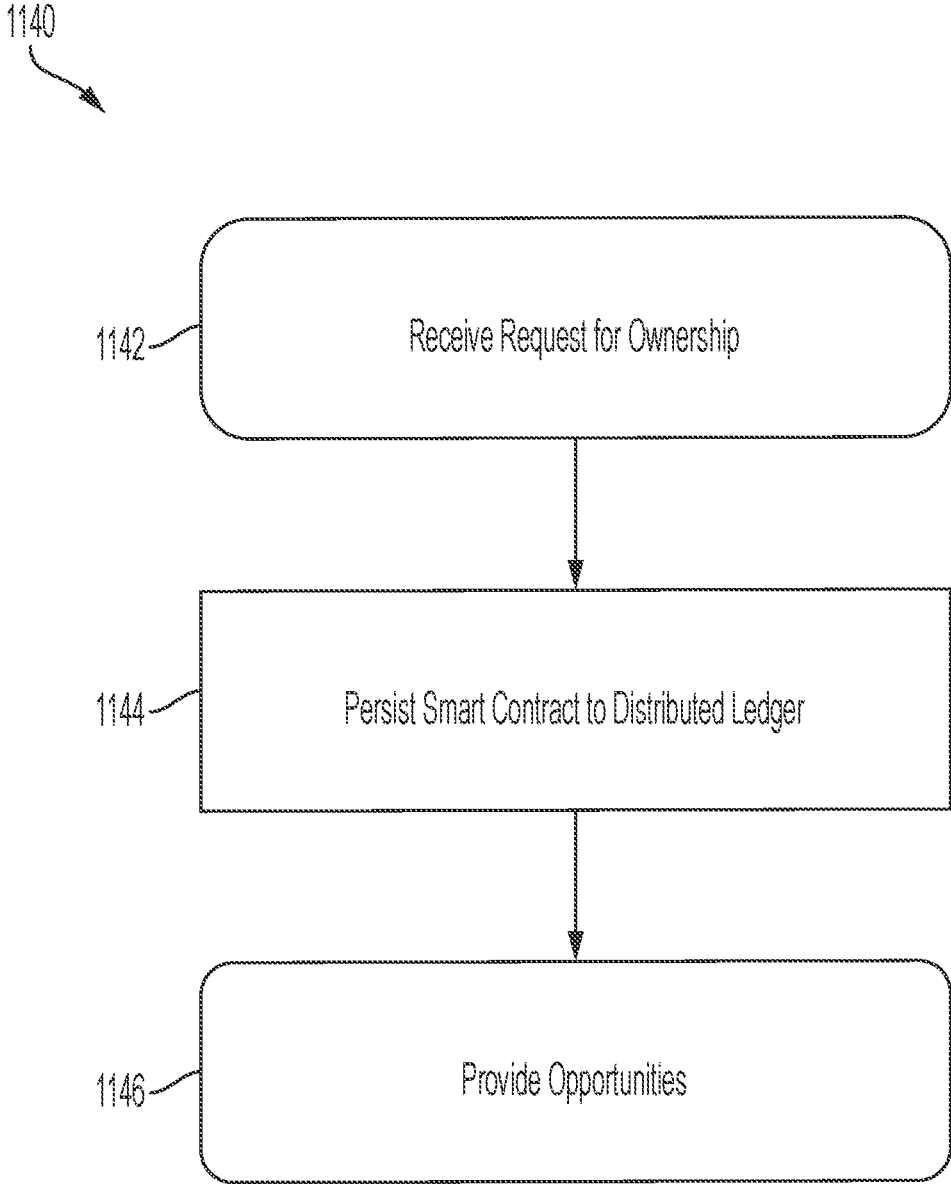 1140
1142
Receive Request for Ownership
1144
Persist Smart Contract to Distributed Ledger
1146
Provide Opportunities